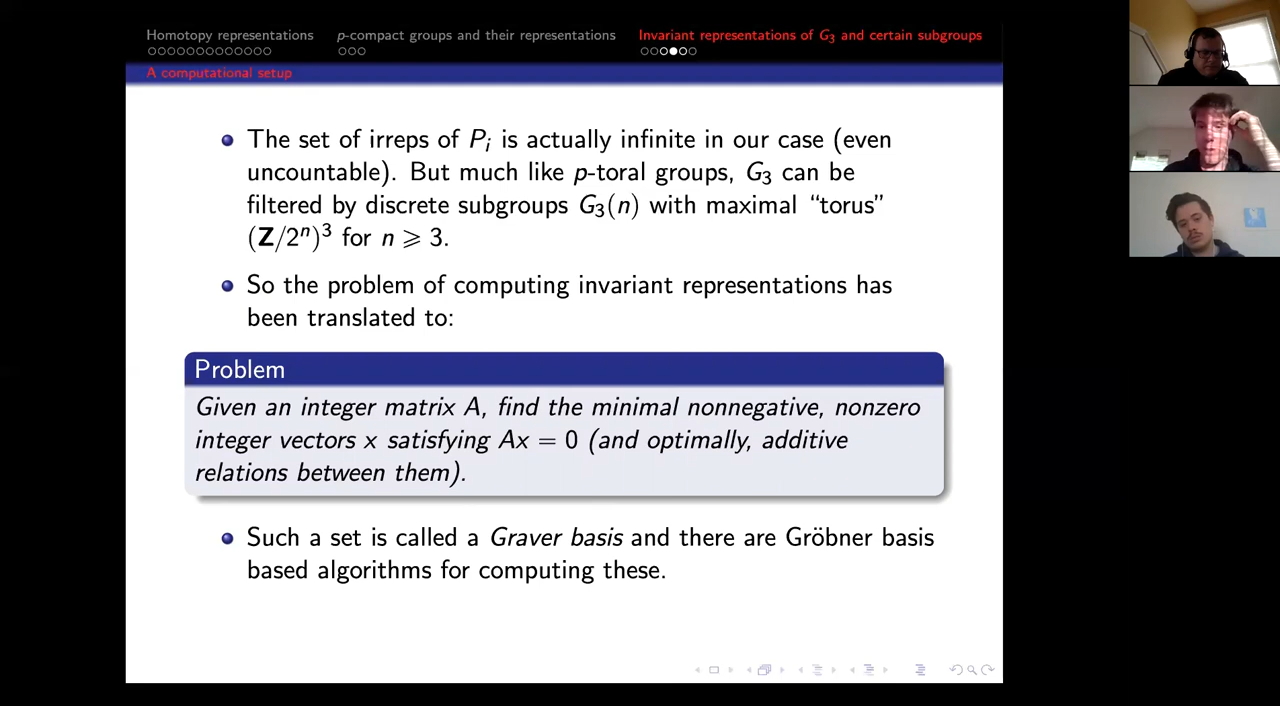 Homotopy representations p-compact groups and their representations Invariant representations of G₃ and certain subgroups
A computational setup
The set of irreps of Pᵢ is actually infinite in our case (even
uncountable). But much like p-toral groups, G₃ can be
filtered by discrete subgroups G₃(n) with maximal “torus”
(Z/2ⁿ)³ for n ⩾ 3.
So the problem of computing invariant representations has
been translated to:
Problem
Given an integer matrix A, find the minimal nonnegative, nonzero
integer vectors x satisfying Ax = 0 (and optimally, additive
relations between them).
Such a set is called a Graver basis and there are Gröbner basis
based algorithms for computing these.